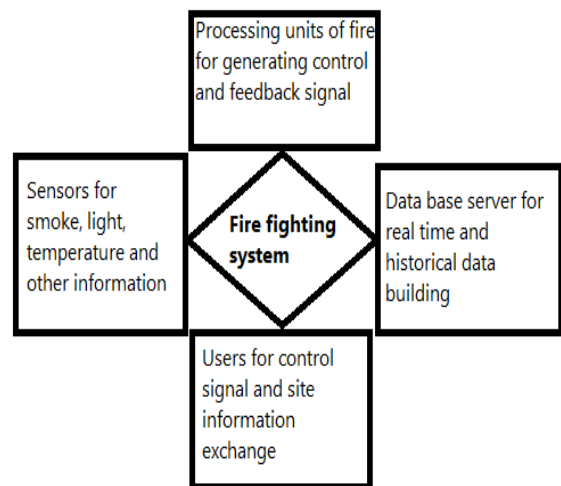 Processing units of fire
for generating control
and feedback signal
Sensors for
smoke, light,
temperature and
other information
Fire fighting
system
Data base server for
real time and
historical data
building
Users for control
signal and site
information
exchange